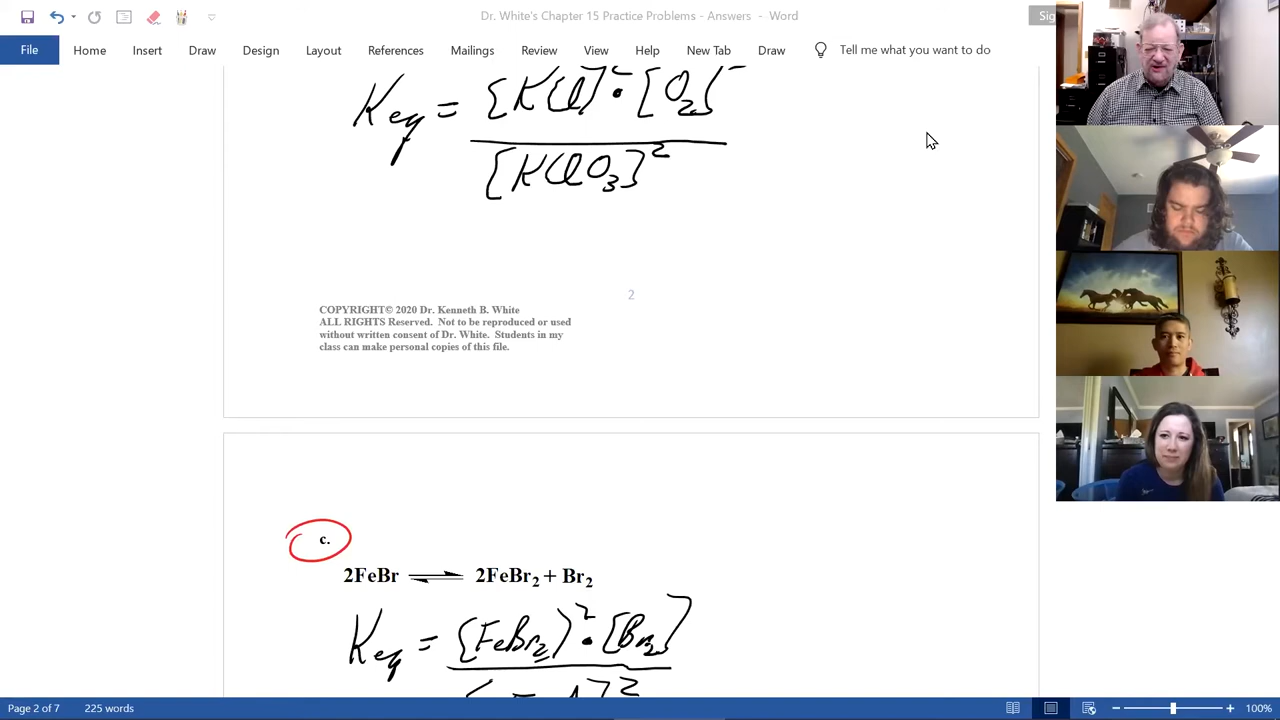 Dr. White's Chapter 15 Practice Problems - Answers - Word
File Home Insert Draw Design Layout References Mailings Review View Help New Tab Draw Tell me what you want to do
Keq = [KCl]² • [O₂]
[KClO₃]²
2
COPYRIGHT© 2020 Dr. Kenneth B. White
ALL RIGHTS Reserved. Not to be reproduced or used
without written consent of Dr. White. Students in my
class can make personal copies of this file.
c.
2FeBr ⇌ 2FeBr₂ + Br₂
Keq = [FeBr₂]² • [Br₂]
Page 2 of 7 225 words 100%